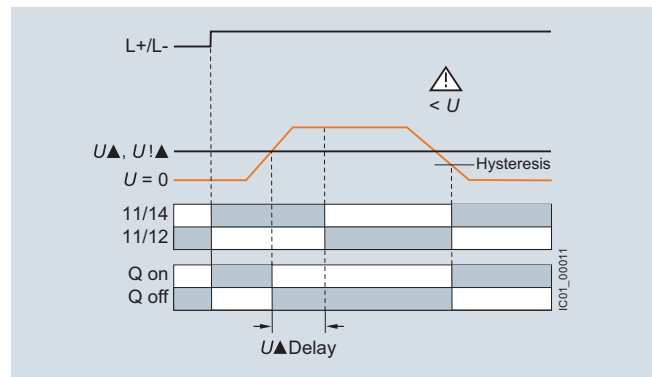 L+/L-
< U
U▲, U!▲
Hysteresis
U = 0
11/14
11/12
Q on
Q off
IC01_00011
U▲Delay